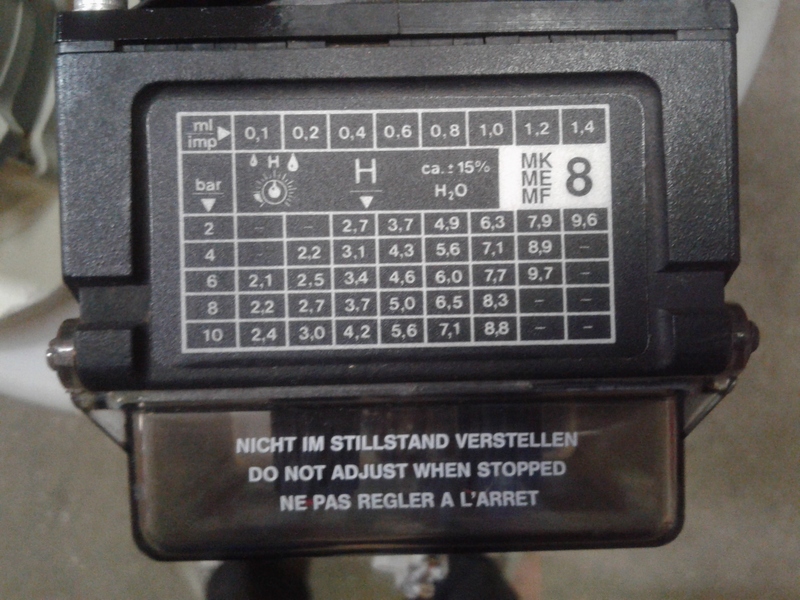 ml imp ▶ 0,1 0,2 0,4 0,6 0,8 1,0 1,2 1,4
bar ▼ H H ▼ ca. ± 15% H₂O MK ME MF 8
2 – – 2,7 3,7 4,9 6,3 7,9 9,6
4 – 2,2 3,1 4,3 5,6 7,1 8,9 –
6 2,1 2,5 3,4 4,6 6,0 7,7 9,7 –
8 2,2 2,7 3,7 5,0 6,5 8,3 – –
10 2,4 3,0 4,2 5,6 7,1 8,8 – –
NICHT IM STILLSTAND VERSTELLEN
DO NOT ADJUST WHEN STOPPED
NE PAS REGLER A L'ARRET